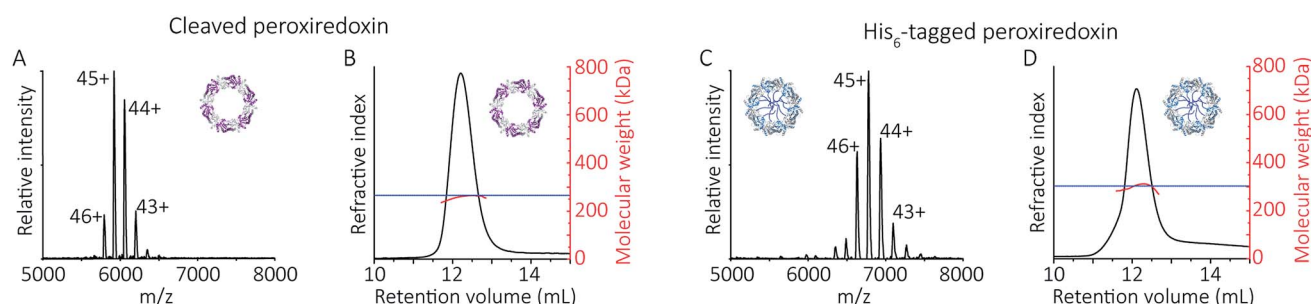 Cleaved peroxiredoxin
His6-tagged peroxiredoxin
A
Relative intensity
46+
45+
44+
43+
5000 6000 7000 8000
m/z
B
Refractive index
800
600
400
200
0
Molecular weight (kDa)
10 12 14
Retention volume (mL)
C
Relative intensity
46+
45+
44+
43+
5000 6000 7000 8000
m/z
D
Refractive index
800
600
400
200
0
Molecular weight (kDa)
10 12 14
Retention volume (mL)